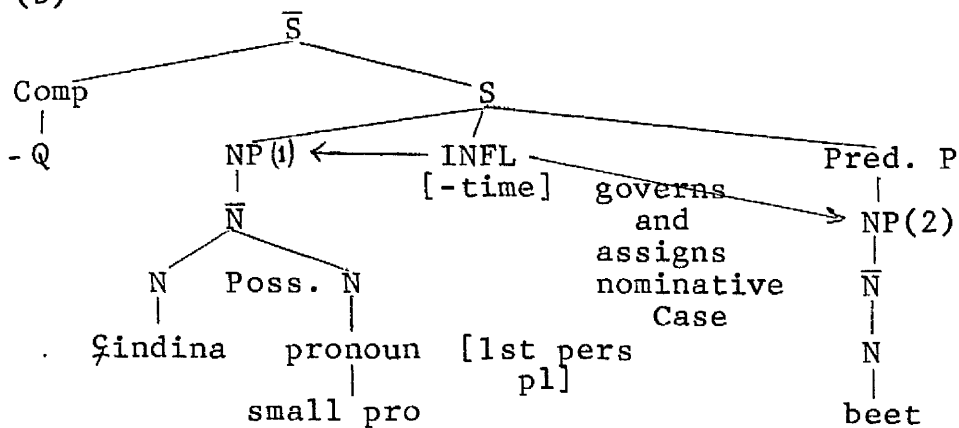 S̅
Comp S
- Q NP(1) INFL Pred. P
[-time] governs
N̅ and NP(2)
assigns
N Poss. N nominative N̅
Case
çindina pronoun [1st pers N
pl]
small pro beet